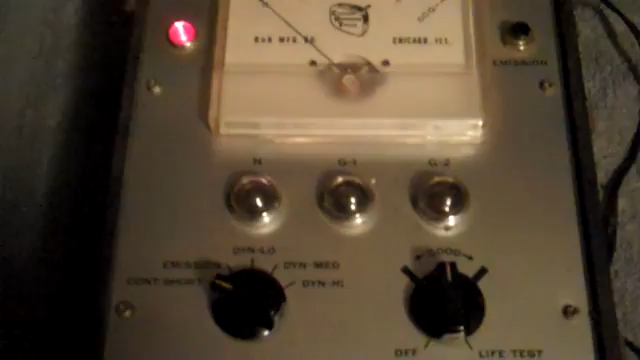 B&K MFG. CO. CHICAGO, ILL.
EMISSION
N G-1 G-2
DYN-LO GOOD
EMISSION DYN-MED
CONT-SHORT DYN-HI
OFF LIFE TEST